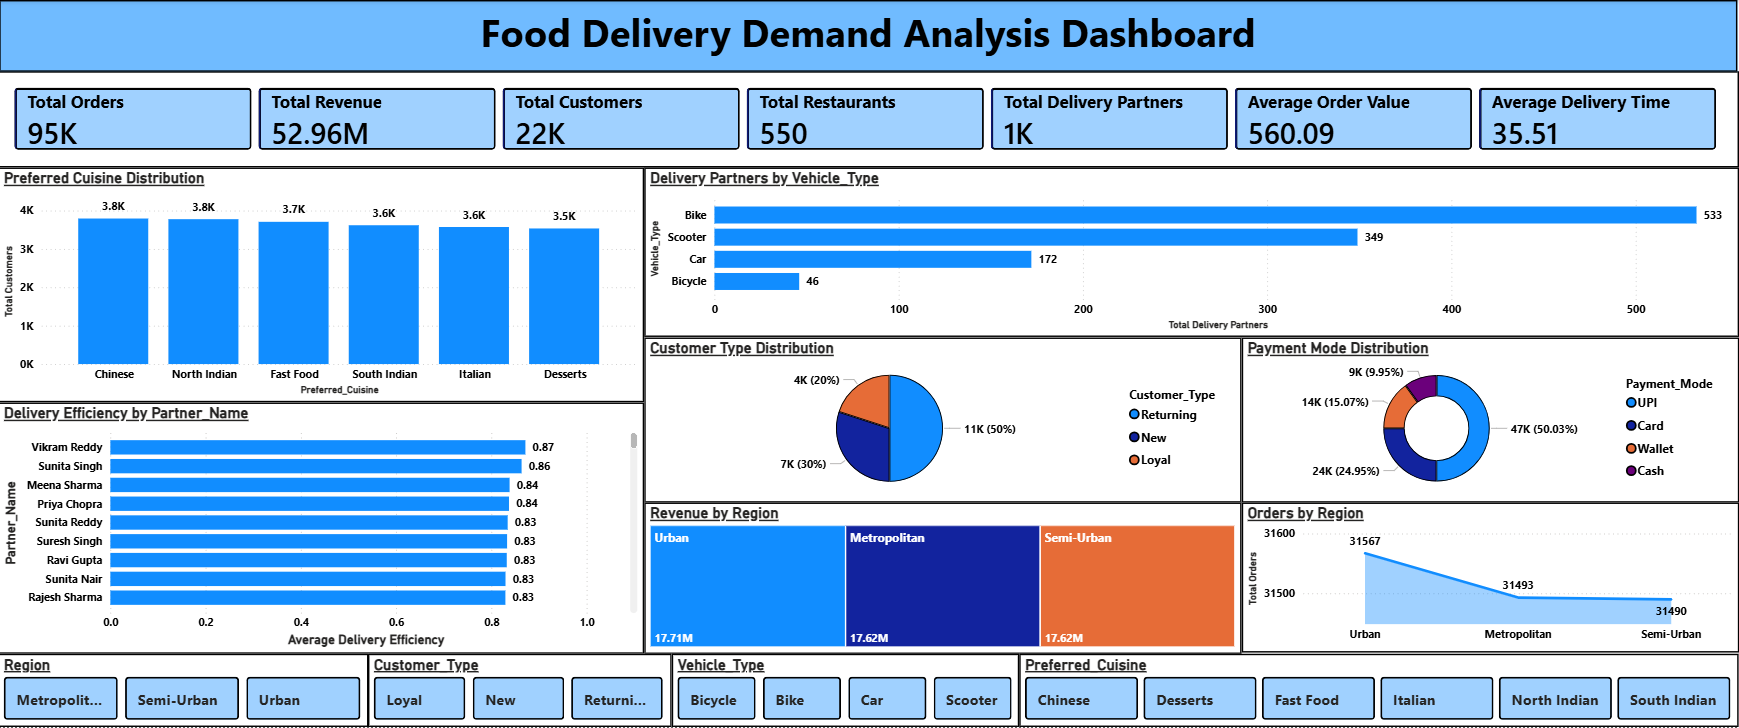 Food Delivery Demand Analysis Dashboard
Total Orders
95K
Total Revenue
52.96M
Total Customers
22K
Total Restaurants
550
Total Delivery Partners
1K
Average Order Value
560.09
Average Delivery Time
35.51
Preferred Cuisine Distribution
Total Customers
4K
3K
2K
1K
0K
3.8K
3.8K
3.7K
3.6K
3.6K
3.5K
Chinese
North Indian
Fast Food
South Indian
Italian
Desserts
Preferred_Cuisine
Delivery Partners by Vehicle_Type
Vehicle_Type
Bike
533
Scooter
349
Car
172
Bicycle
46
0
100
200
300
400
500
Total Delivery Partners
Delivery Efficiency by Partner_Name
Partner_Name
Vikram Reddy
0.87
Sunita Singh
0.86
Meena Sharma
0.84
Priya Chopra
0.84
Sunita Reddy
0.83
Suresh Singh
0.83
Ravi Gupta
0.83
Sunita Nair
0.83
Rajesh Sharma
0.83
0.0
0.2
0.4
0.6
0.8
1.0
Average Delivery Efficiency
Customer Type Distribution
4K (20%)
7K (30%)
11K (50%)
Customer_Type
Returning
New
Loyal
Payment Mode Distribution
9K (9.95%)
14K (15.07%)
24K (24.95%)
47K (50.03%)
Payment_Mode
UPI
Card
Wallet
Cash
Revenue by Region
Urban
17.71M
Metropolitan
17.62M
Semi-Urban
17.62M
Orders by Region
Total Orders
31600
31500
31567
31493
31490
Urban
Metropolitan
Semi-Urban
Region
Metropolit...
Semi-Urban
Urban
Customer_Type
Loyal
New
Returni...
Vehicle_Type
Bicycle
Bike
Car
Scooter
Preferred_Cuisine
Chinese
Desserts
Fast Food
Italian
North Indian
South Indian